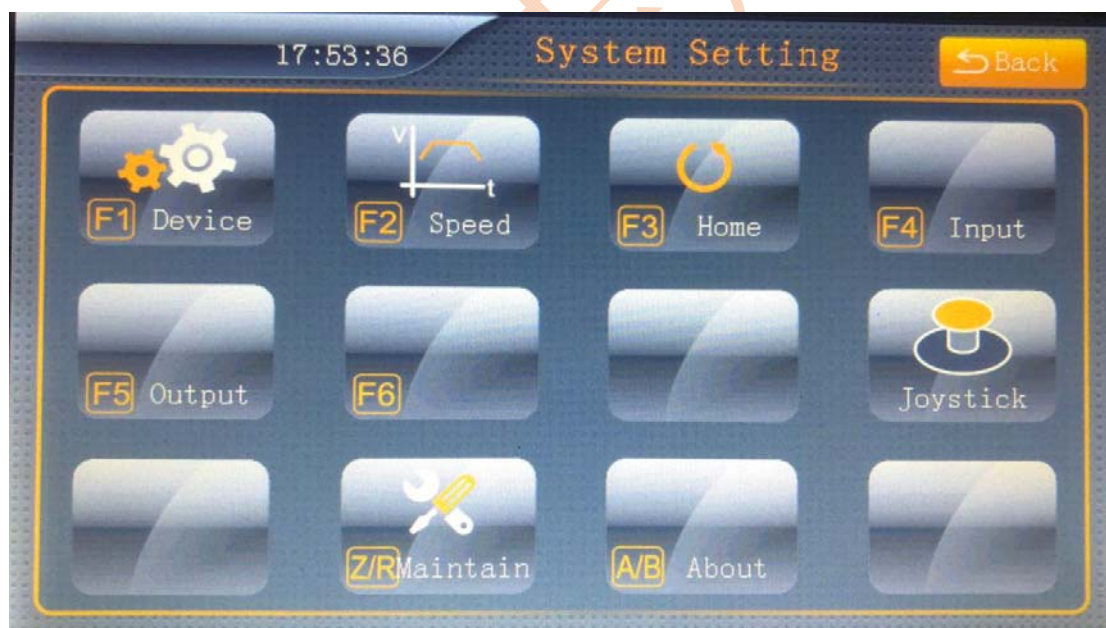 17:53:36 System Setting Back
V
t
F1 Device F2 Speed F3 Home F4 Input
F5 Output F6
Joystick
Z/R Maintain A/B About